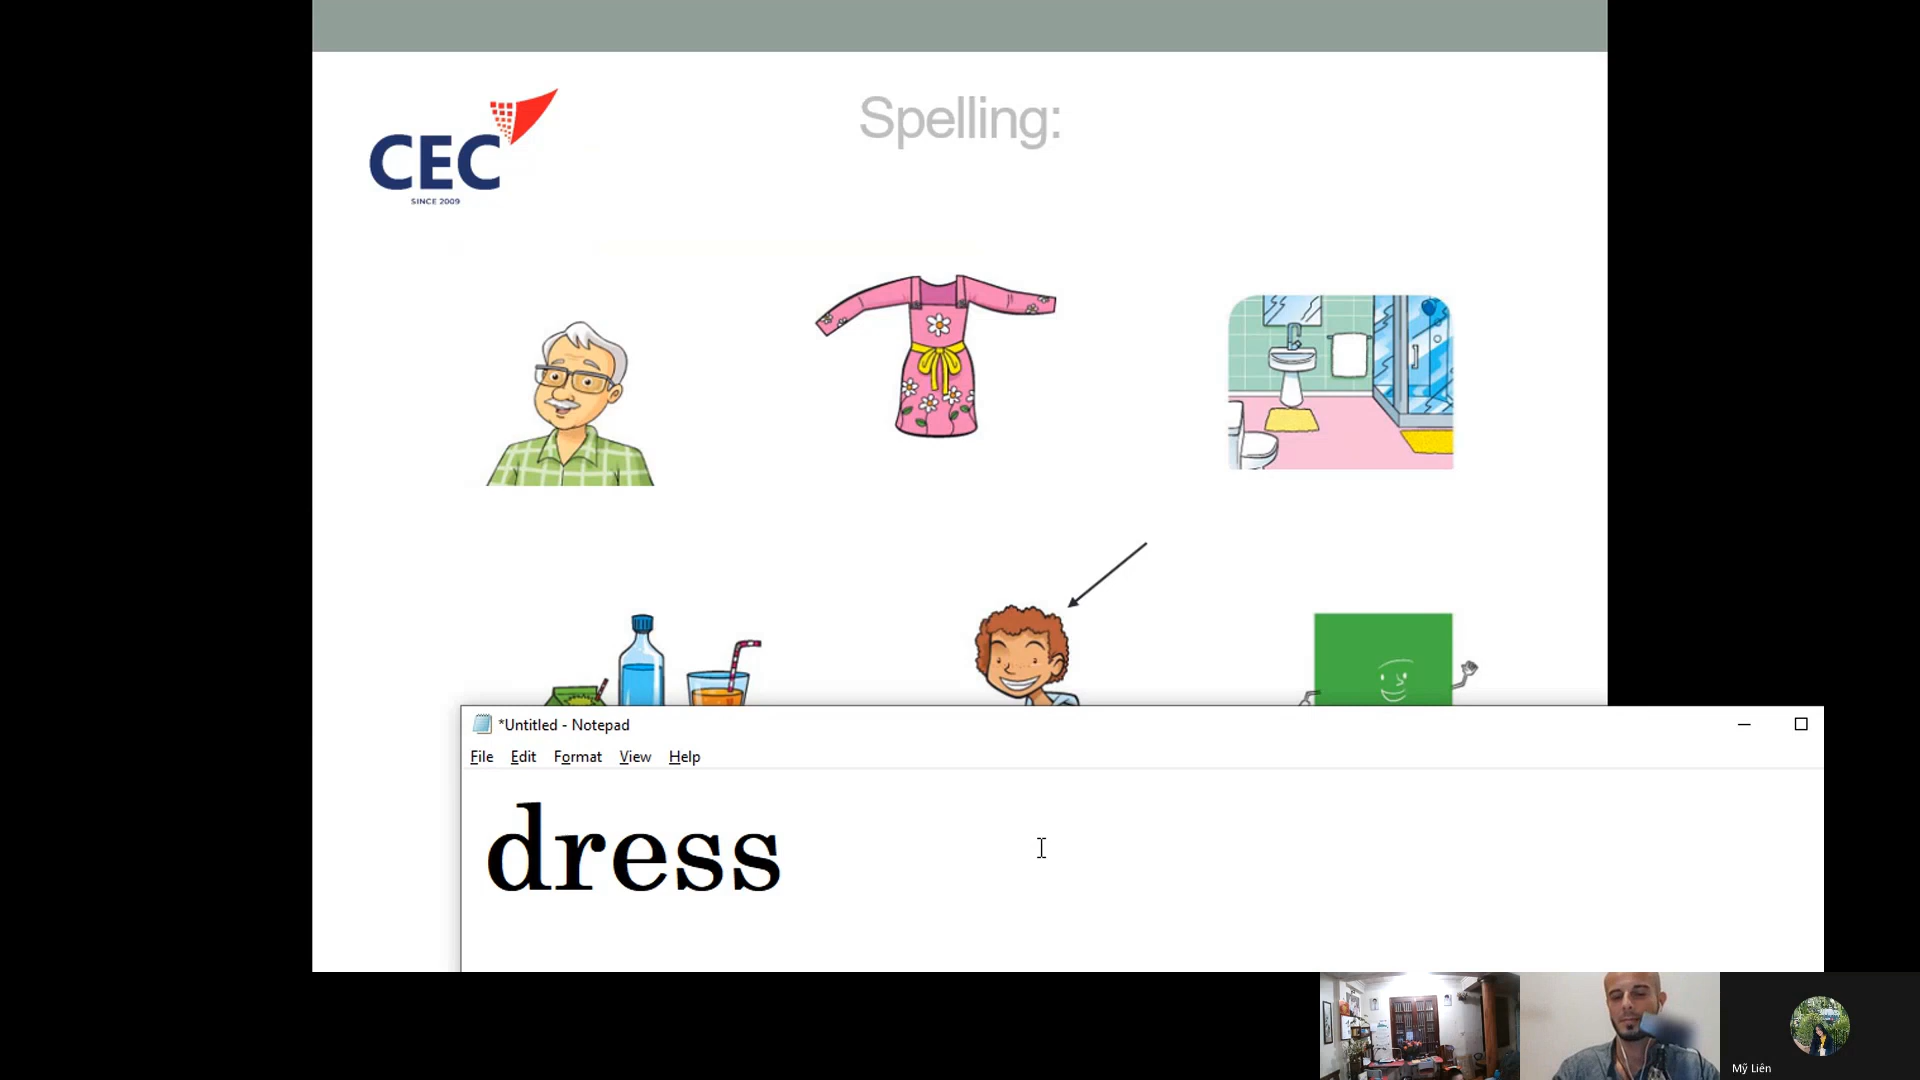 Spelling:
CEC
SINCE 2009
*Untitled - Notepad
File Edit Format View Help
dress
Mỹ Liên